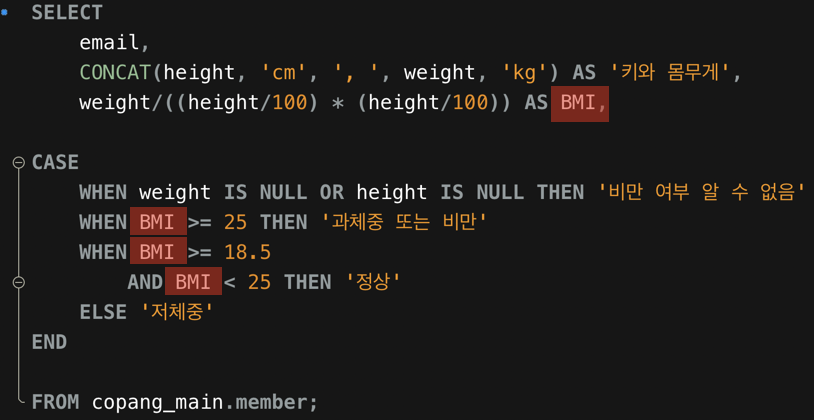 SELECT
email,
CONCAT(height, 'cm', ', ', weight, 'kg') AS '키와 몸무게',
weight/((height/100) * (height/100)) AS BMI,
CASE
WHEN weight IS NULL OR height IS NULL THEN '비만 여부 알 수 없음'
WHEN BMI >= 25 THEN '과체중 또는 비만'
WHEN BMI >= 18.5
AND BMI < 25 THEN '정상'
ELSE '저체중'
END
FROM copang_main.member;